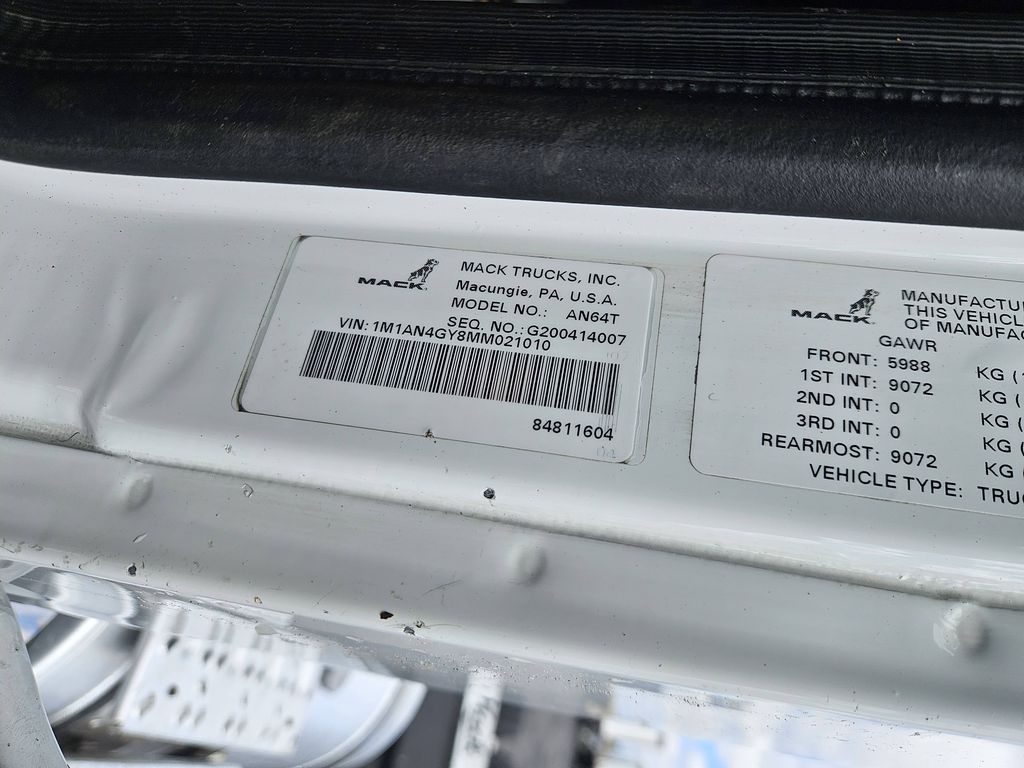 MACK
MACK TRUCKS, INC.
Macungie, PA, U.S.A.
MODEL NO.: AN64T
SEQ. NO.: G200414007
VIN: 1M1AN4GY8MM021010
84811604
MACK
MANUFACTU
THIS VEHICL
OF MANUFA
GAWR
FRONT: 5988 KG (1
1ST INT: 9072 KG (
2ND INT: 0 KG (
3RD INT: 0 KG (
REARMOST: 9072 KG
VEHICLE TYPE: TRU